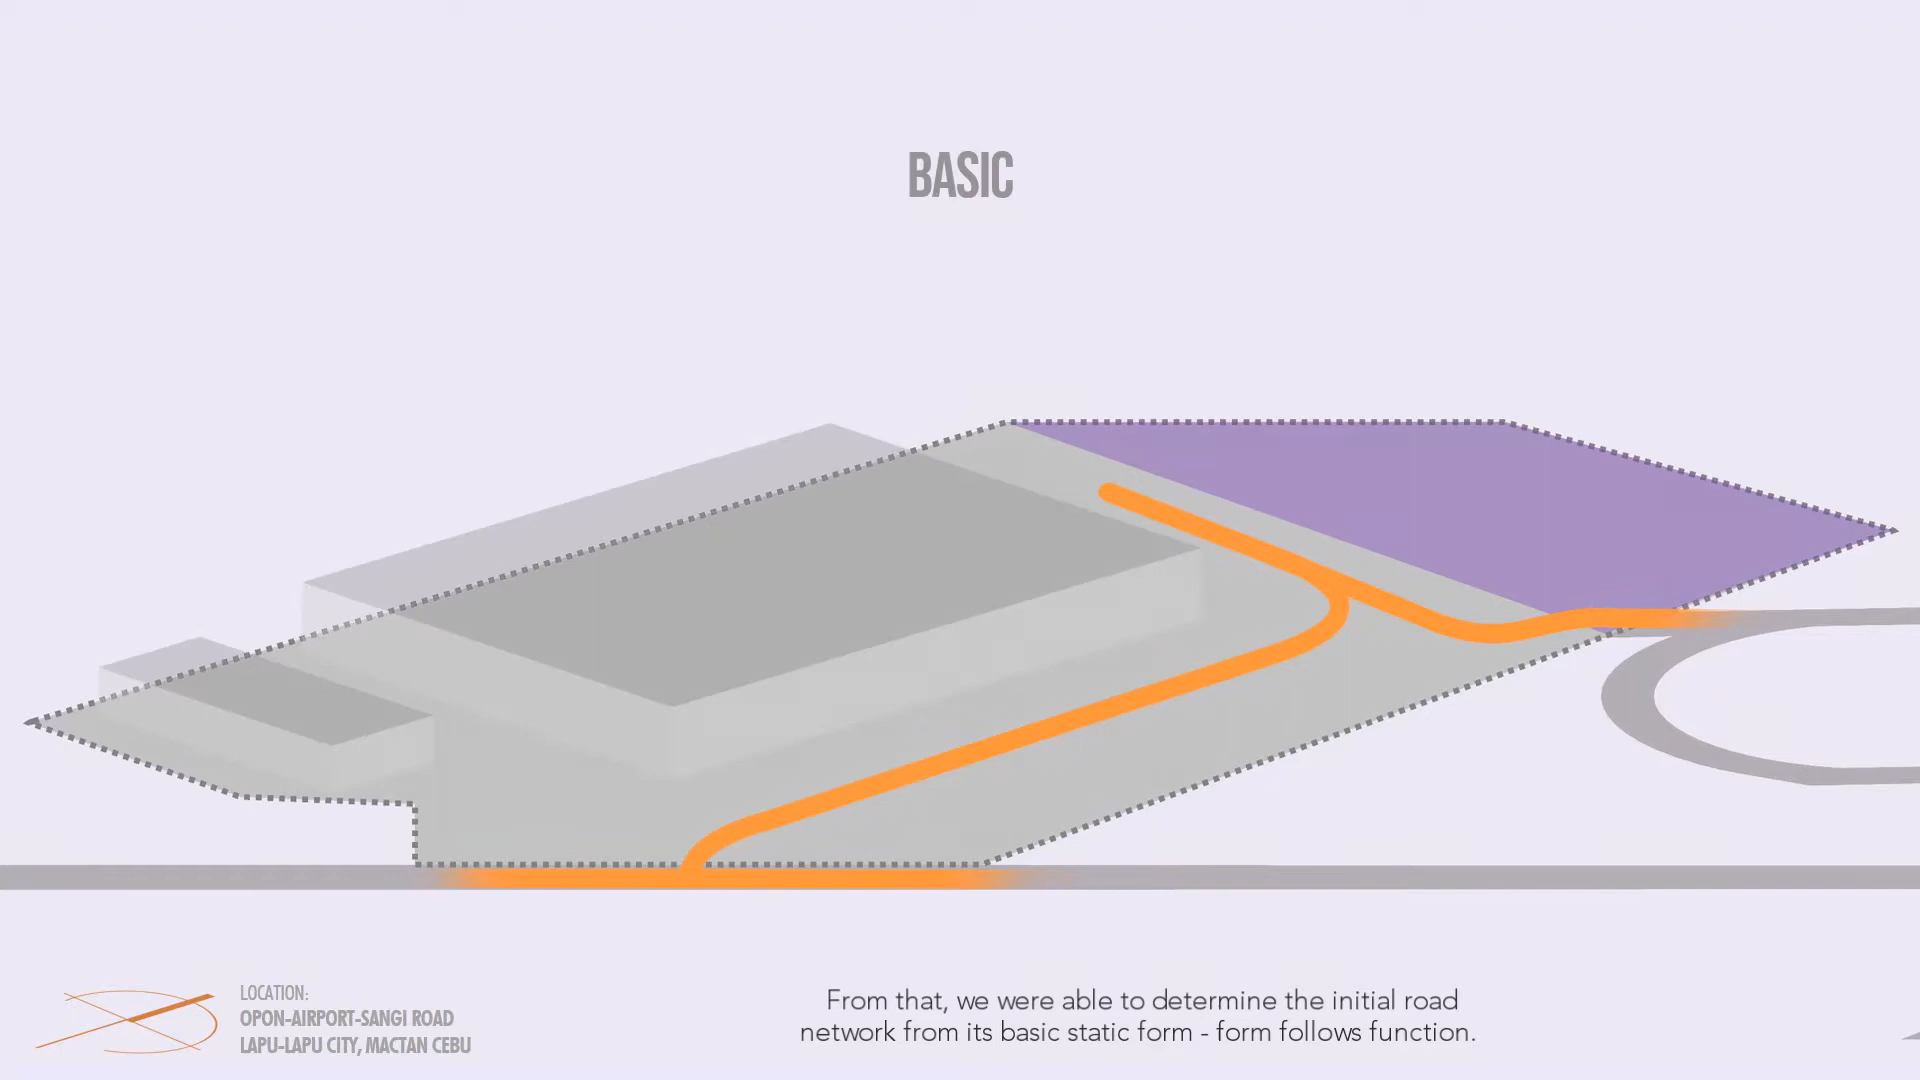 BASIC
LOCATION:
OPON-AIRPORT-SANGI ROAD
LAPU-LAPU CITY, MACTAN CEBU
From that, we were able to determine the initial road
network from its basic static form - form follows function.